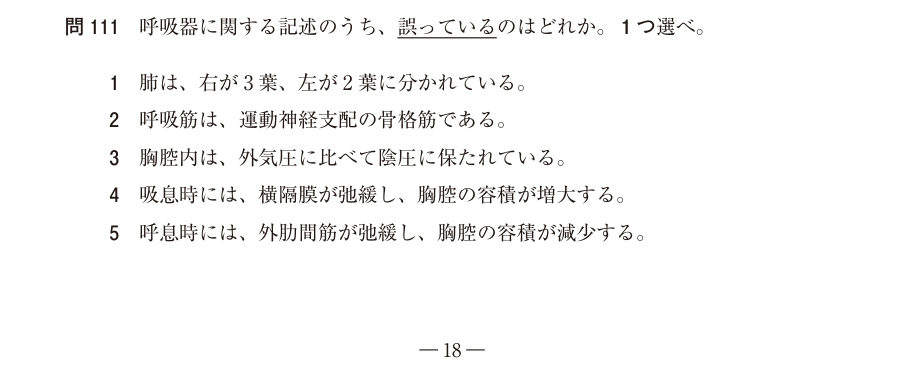 問 111 呼吸器に関する記述のうち、誤っているのはどれか。1つ選べ。
1 肺は、右が3葉、左が2葉に分かれている。
2 呼吸筋は、運動神経支配の骨格筋である。
3 胸腔内は、外気圧に比べて陰圧に保たれている。
4 吸息時には、横隔膜が弛緩し、胸腔の容積が増大する。
5 呼息時には、外肋間筋が弛緩し、胸腔の容積が減少する。
— 18 —